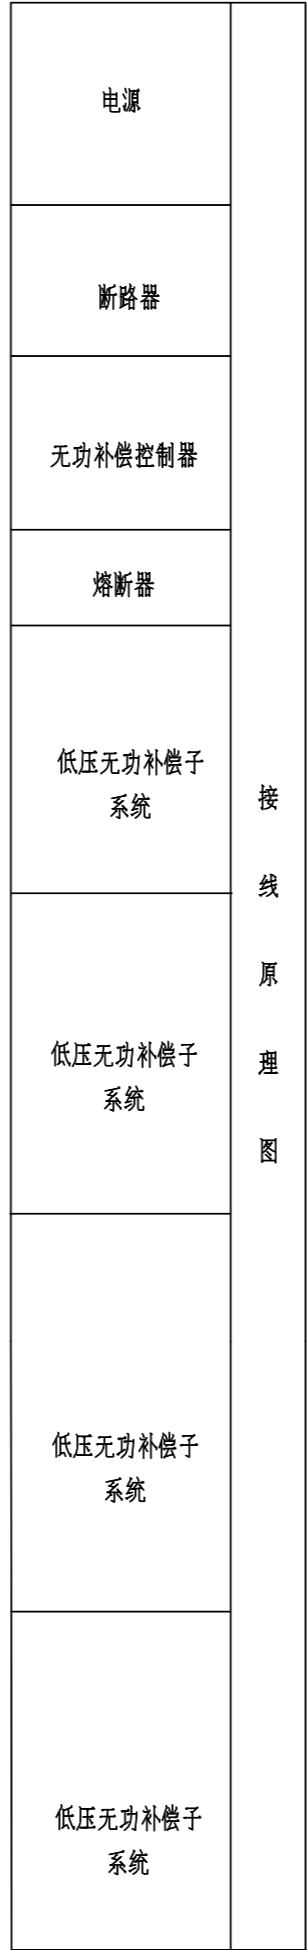 电源
断路器
无功补偿控制器
熔断器
低压无功补偿子
系统
低压无功补偿子
系统
低压无功补偿子
系统
低压无功补偿子
系统
接
线
原
理
图